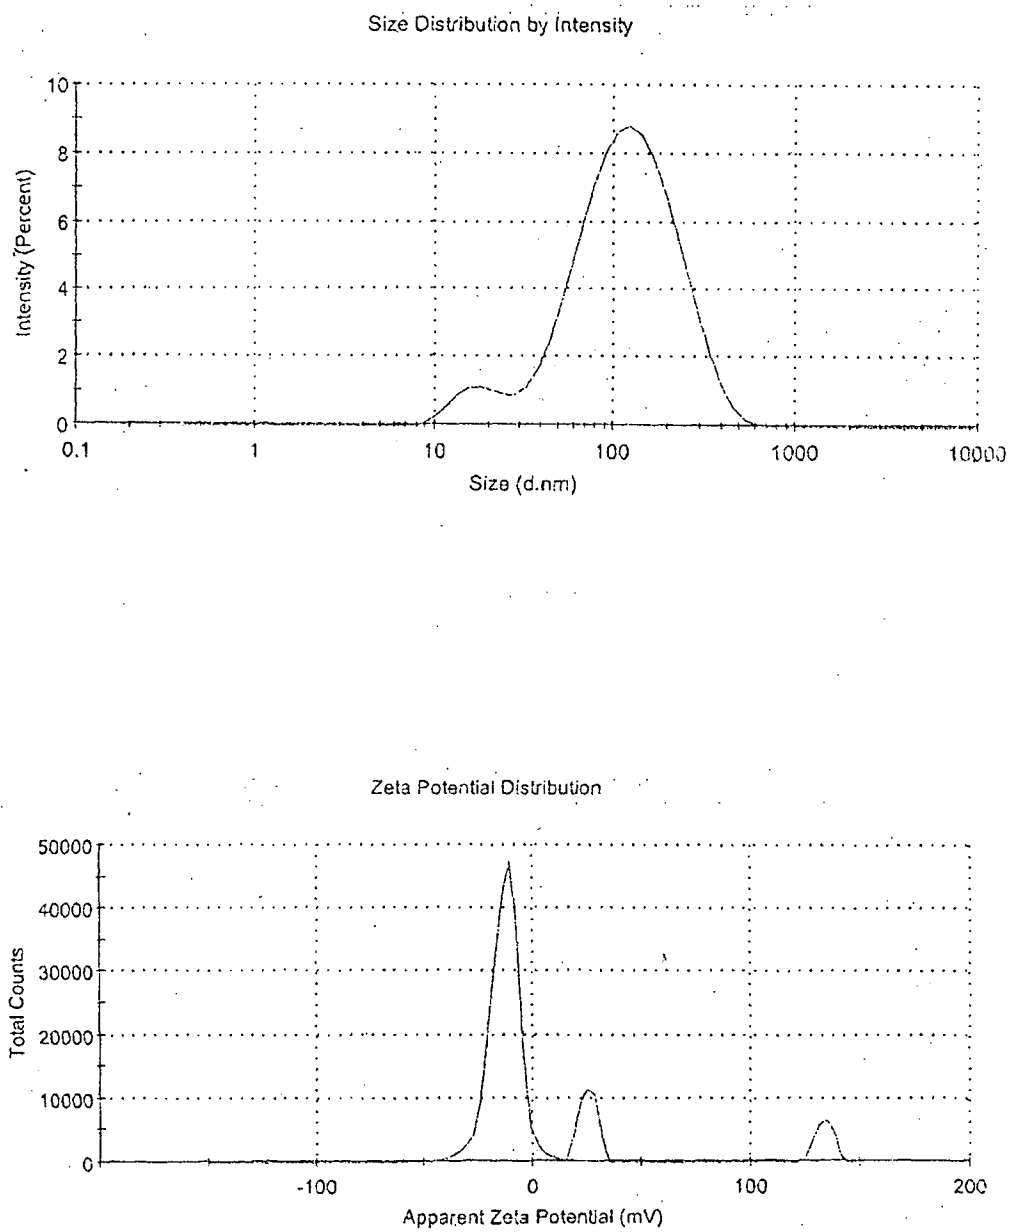 Size Distribution by Intensity
10
8
6
4
2
0
Intensity (Percent)
0.1 1 10 100 1000 10000
Size (d.nm)
Zeta Potential Distribution
50000
40000
30000
20000
10000
0
Total Counts
-100 0 100 200
Apparent Zeta Potential (mV)